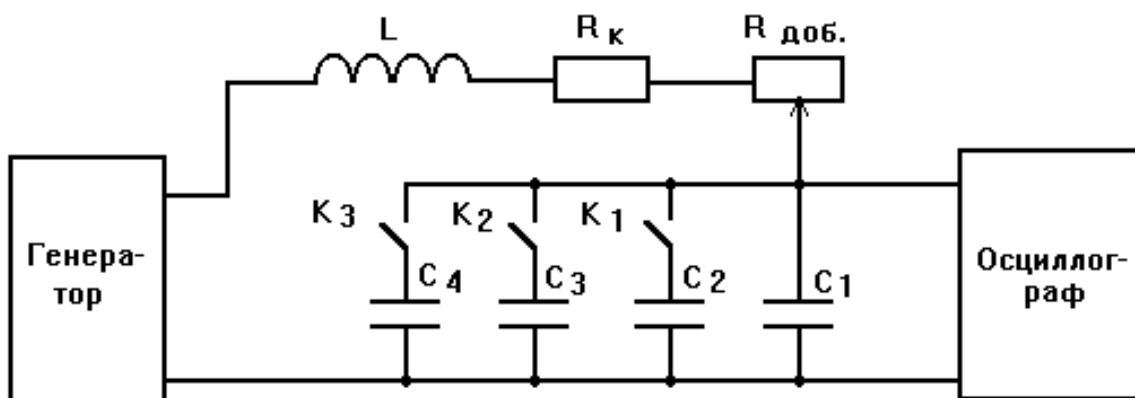 L
R к
R доб.
K 3
K 2
K 1
C 4
C 3
C 2
C 1
Генера-
тор
Осциллог-
раф